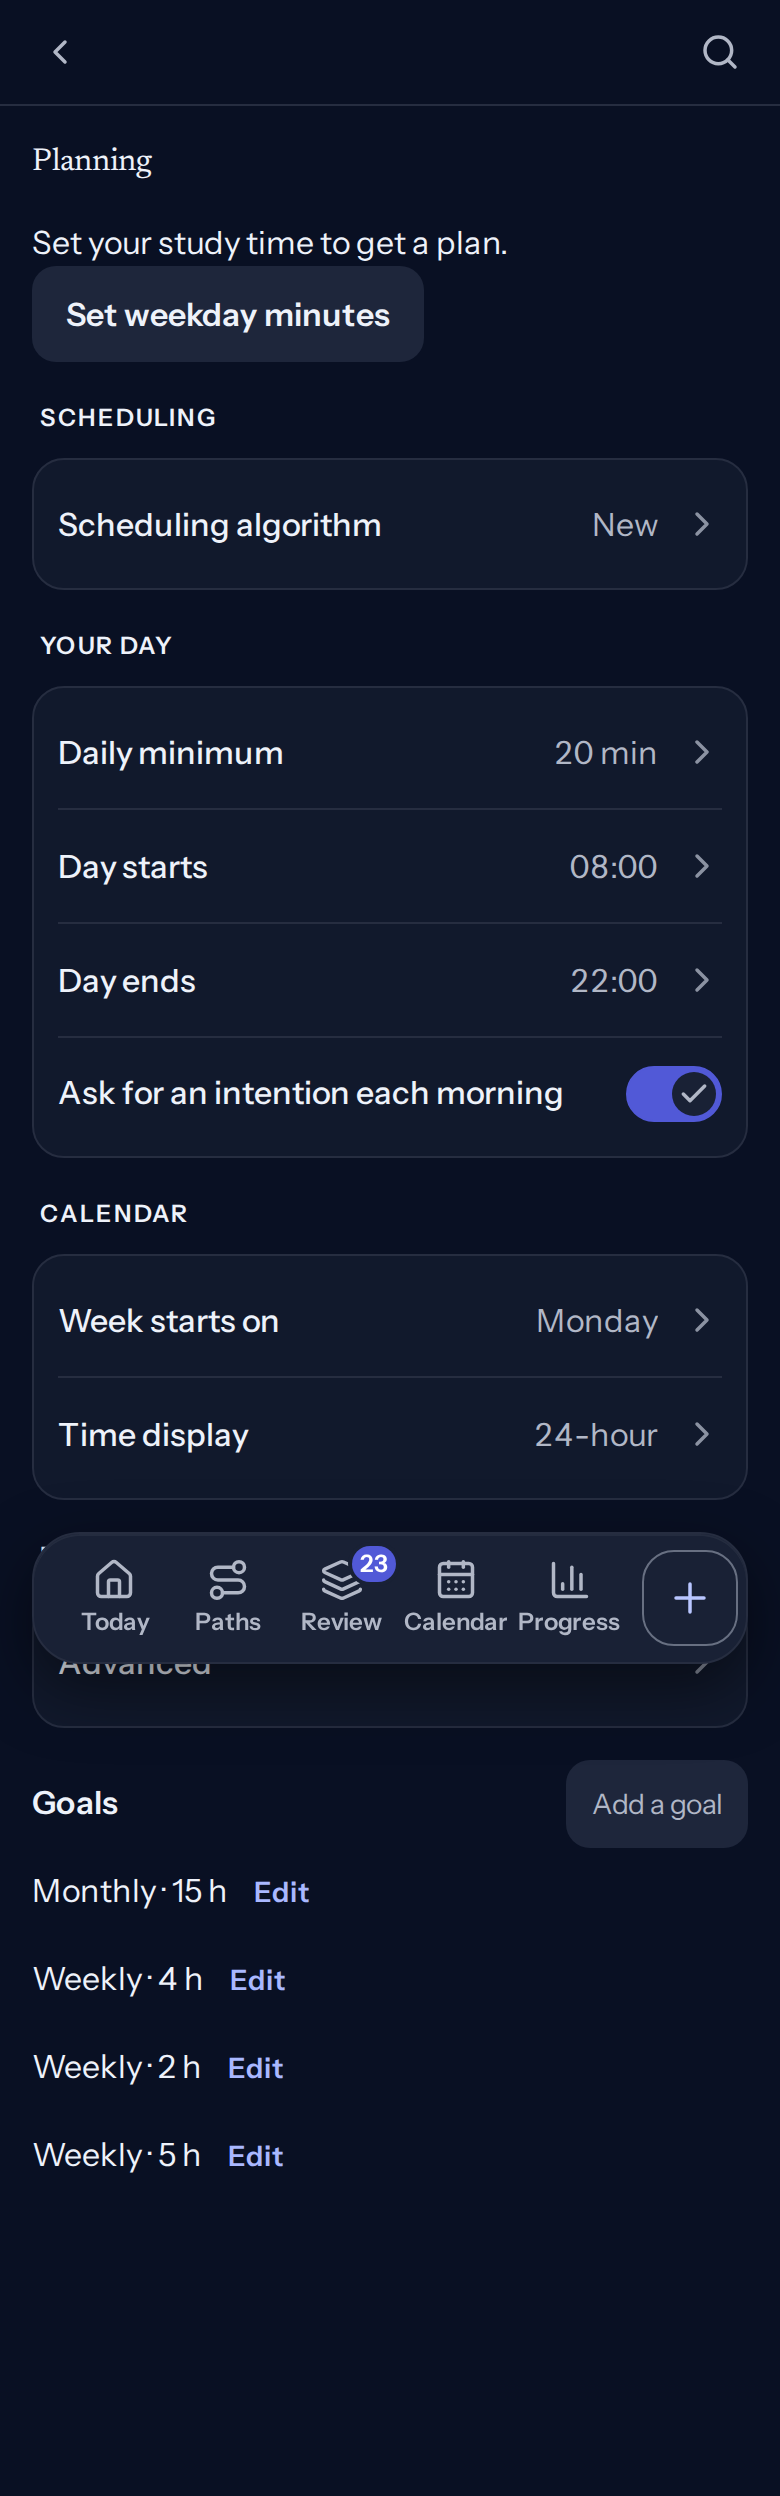 Planning
Set your study time to get a plan.
Set weekday minutes
SCHEDULING
Scheduling algorithm New
YOUR DAY
Daily minimum 20 min
Day starts 08:00
Day ends 22:00
Ask for an intention each morning
CALENDAR
Week starts on Monday
Time display 24-hour
23
Today Paths Review Calendar Progress
Advanced
Goals Add a goal
Monthly · 15 h Edit
Weekly · 4 h Edit
Weekly · 2 h Edit
Weekly · 5 h Edit